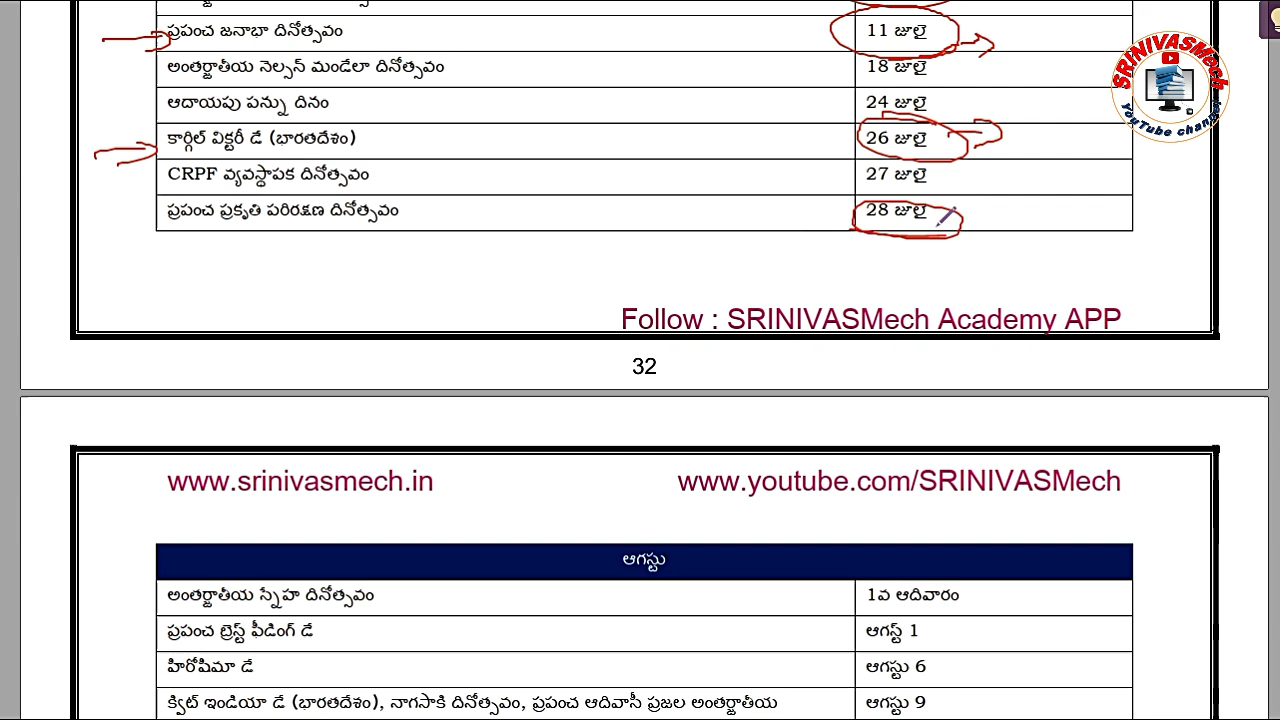 ప్రపంచ జనాబా దినోత్సవం 11 జులై
అంతర్జాతీయ నెల్సన్ మండేలా దినోత్సవం 18 జులై
ఆదాయపు పన్ను దినం 24 జులై
కార్గిల్ విక్టరీ డే (భారతదేశం) 26 జులై
CRPF వ్యవస్థాపక దినోత్సవం 27 జులై
ప్రపంచ ప్రకృతి పరిరక్షణ దినోత్సవం 28 జులై
SRINIVASMech
YouTube channel
Follow : SRINIVASMech Academy APP
32
www.srinivasmech.in www.youtube.com/SRINIVASMech
ఆగస్టు
అంతర్జాతీయ స్నేహ దినోత్సవం 1వ ఆదివారం
ప్రపంచ బ్రెస్ట్ ఫీడింగ్ డే ఆగస్ట్ 1
హిరోషిమా డే ఆగస్టు 6
క్విట్ ఇండియా డే (భారతదేశం), నాగసాకి దినోత్సవం, ప్రపంచ ఆదివాసీ ప్రజల అంతర్జాతీయ ఆగస్టు 9